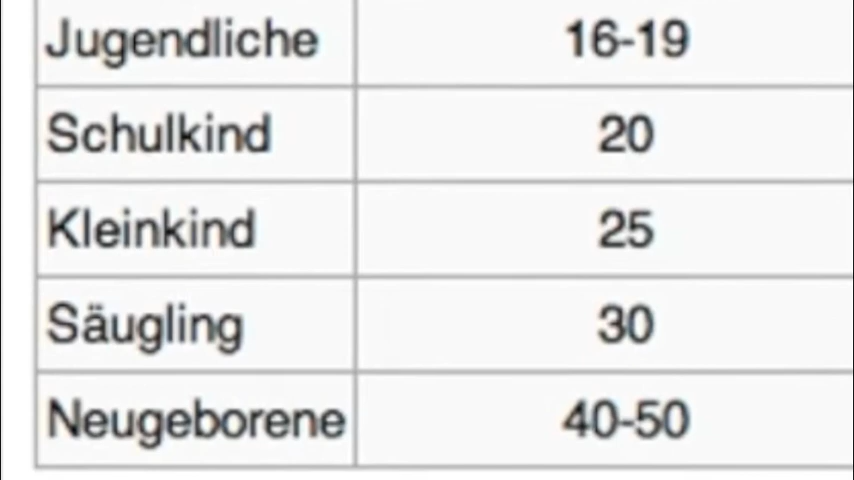 Jugendliche 16-19
Schulkind 20
Kleinkind 25
Säugling 30
Neugeborene 40-50